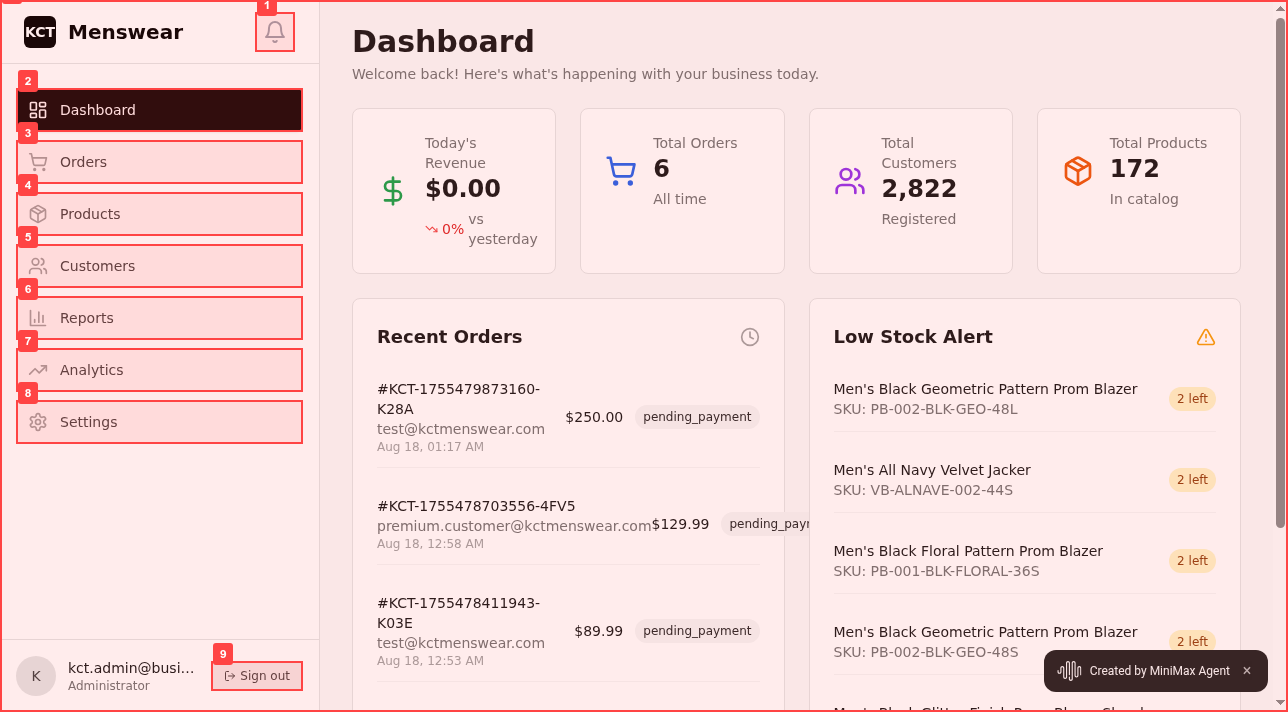 KCT Menswear
1
2
Dashboard
3
Orders
4
Products
5
Customers
6
Reports
7
Analytics
8
Settings
K
kct.admin@busi...
Administrator
9
Sign out
Dashboard
Welcome back! Here's what's happening with your business today.
Today's
Revenue
$0.00
0% vs
yesterday
Total Orders
6
All time
Total
Customers
2,822
Registered
Total Products
172
In catalog
Recent Orders
#KCT-1755479873160-
K28A
test@kctmenswear.com
Aug 18, 01:17 AM
$250.00 pending_payment
#KCT-1755478703556-4FV5
premium.customer@kctmenswear.com
Aug 18, 12:58 AM
$129.99
#KCT-1755478411943-
K03E
test@kctmenswear.com
Aug 18, 12:53 AM
$89.99 pending_payment
Low Stock Alert
Men's Black Geometric Pattern Prom Blazer
SKU: PB-002-BLK-GEO-48L
2 left
Men's All Navy Velvet Jacker
SKU: VB-ALNAVE-002-44S
2 left
Men's Black Floral Pattern Prom Blazer
SKU: PB-001-BLK-FLORAL-36S
2 left
Men's Black Geometric Pattern Prom Blazer
SKU: PB-002-BLK-GEO-48S
2 left
Created by MiniMax Agent ×